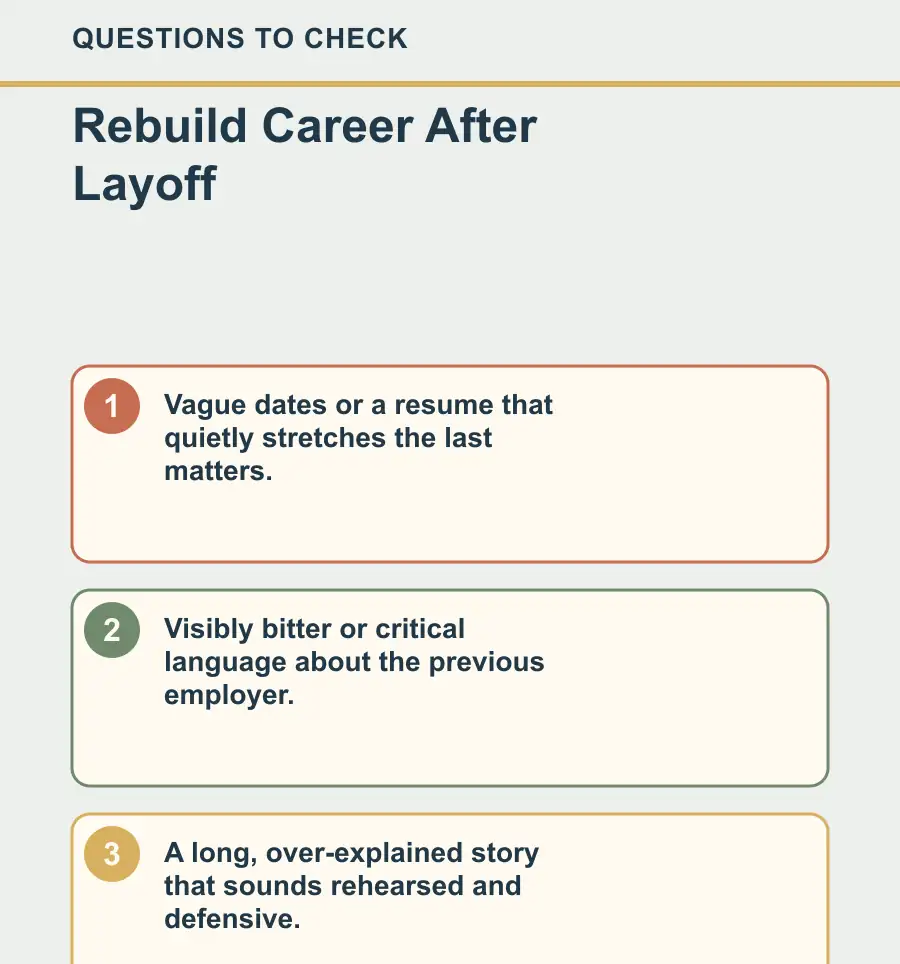 QUESTIONS TO CHECK
Rebuild Career After
Layoff
1
Vague dates or a resume that
quietly stretches the last
matters.
2
Visibly bitter or critical
language about the previous
employer.
3
A long, over-explained story
that sounds rehearsed and
defensive.